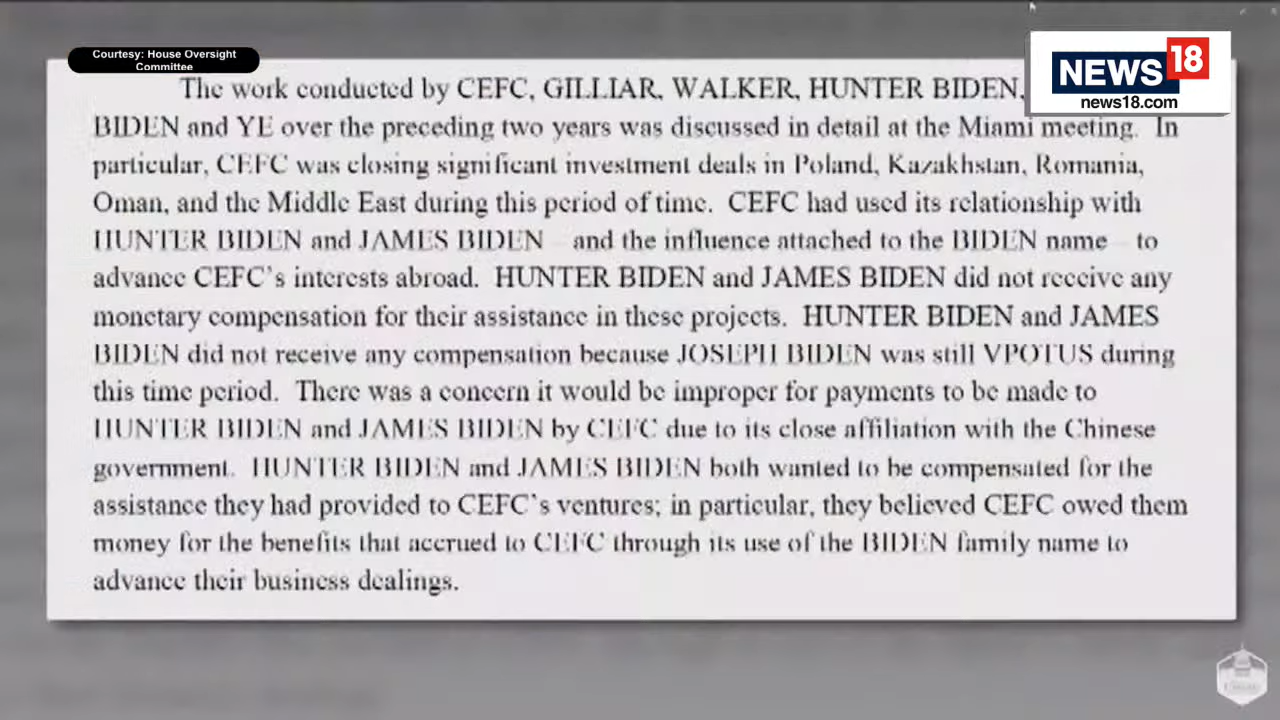 Courtesy: House Oversight
Committee
NEWS 18
news18.com
The work conducted by CEFC, GILLIAR, WALKER, HUNTER BIDEN,
BIDEN and YE over the preceding two years was discussed in detail at the Miami meeting. In
particular, CEFC was closing significant investment deals in Poland, Kazakhstan, Romania,
Oman, and the Middle East during this period of time. CEFC had used its relationship with
HUNTER BIDEN and JAMES BIDEN – and the influence attached to the BIDEN name – to
advance CEFC's interests abroad. HUNTER BIDEN and JAMES BIDEN did not receive any
monetary compensation for their assistance in these projects. HUNTER BIDEN and JAMES
BIDEN did not receive any compensation because JOSEPH BIDEN was still VPOTUS during
this time period. There was a concern it would be improper for payments to be made to
HUNTER BIDEN and JAMES BIDEN by CEFC due to its close affiliation with the Chinese
government. HUNTER BIDEN and JAMES BIDEN both wanted to be compensated for the
assistance they had provided to CEFC's ventures; in particular, they believed CEFC owed them
money for the benefits that accrued to CEFC through its use of the BIDEN family name to
advance their business dealings.